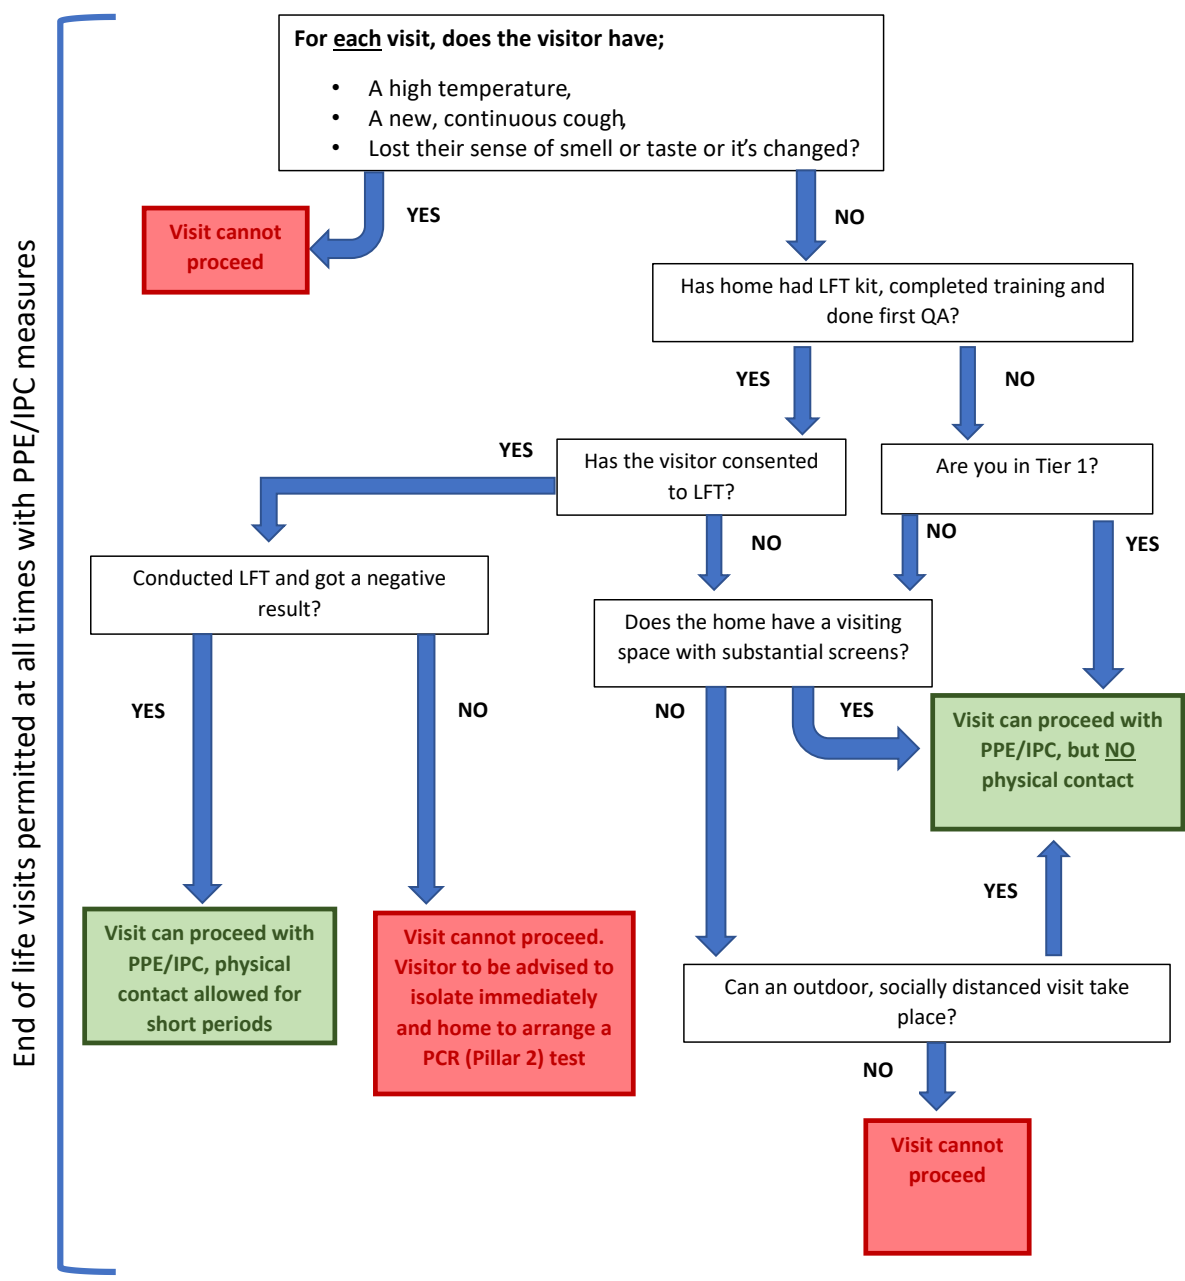 End of life visits permitted at all times with PPE/IPC measures
For each visit, does the visitor have;
• A high temperature,
• A new, continuous cough,
• Lost their sense of smell or taste or it's changed?
YES
NO
Visit cannot
proceed
Has home had LFT kit, completed training and
done first QA?
YES
NO
YES
Has the visitor consented
to LFT?
Are you in Tier 1?
NO
NO
YES
Conducted LFT and got a negative
result?
Does the home have a visiting
space with substantial screens?
YES
NO
NO
YES
Visit can proceed with
PPE/IPC, but NO
physical contact
YES
Visit can proceed with
PPE/IPC, physical
contact allowed for
short periods
Visit cannot proceed.
Visitor to be advised to
isolate immediately
and home to arrange a
PCR (Pillar 2) test
Can an outdoor, socially distanced visit take
place?
NO
Visit cannot
proceed